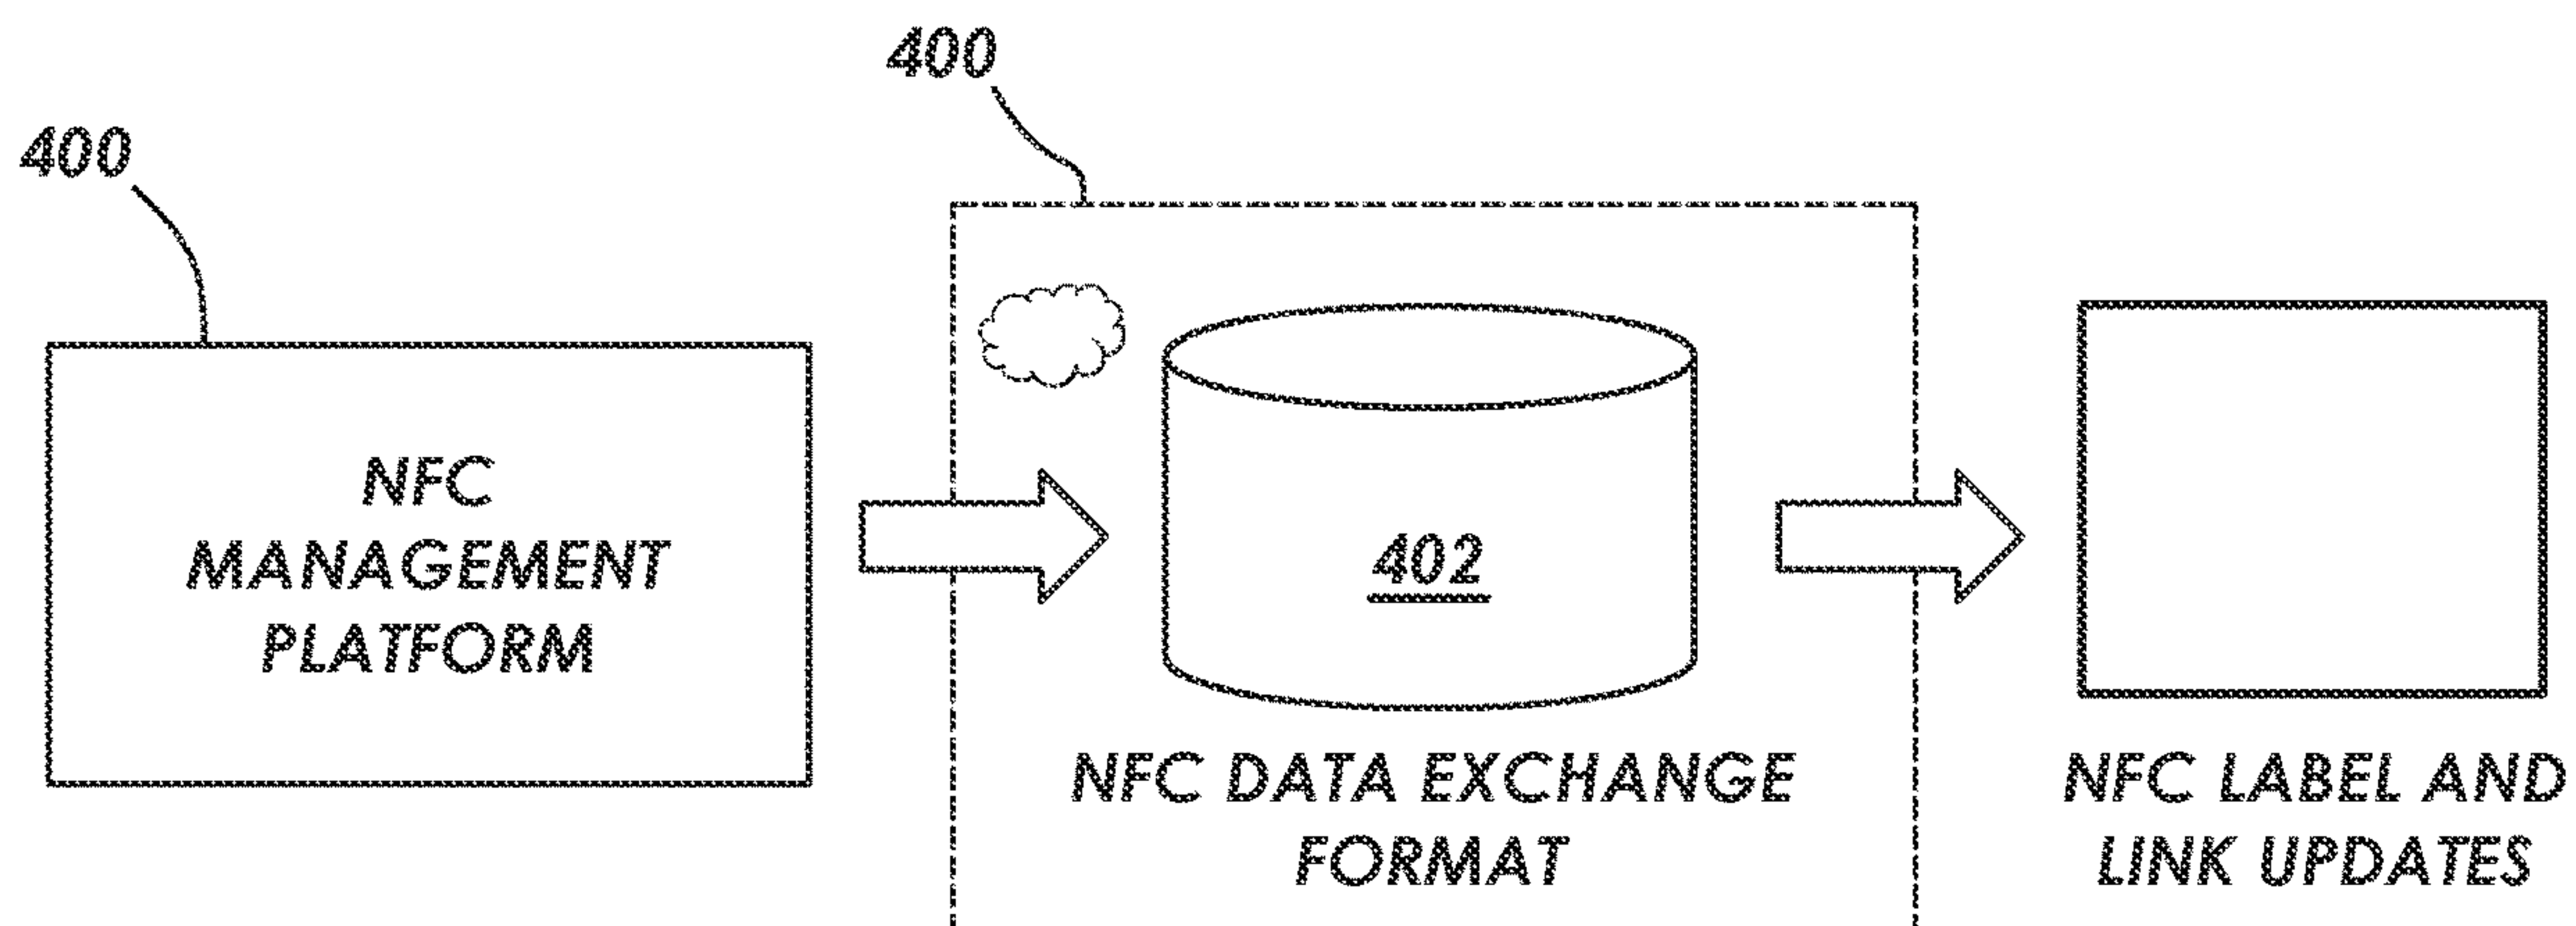 400
400
NFC
MANAGEMENT
PLATFORM
402
NFC DATA EXCHANGE
FORMAT
NFC LABEL AND
LINK UPDATES